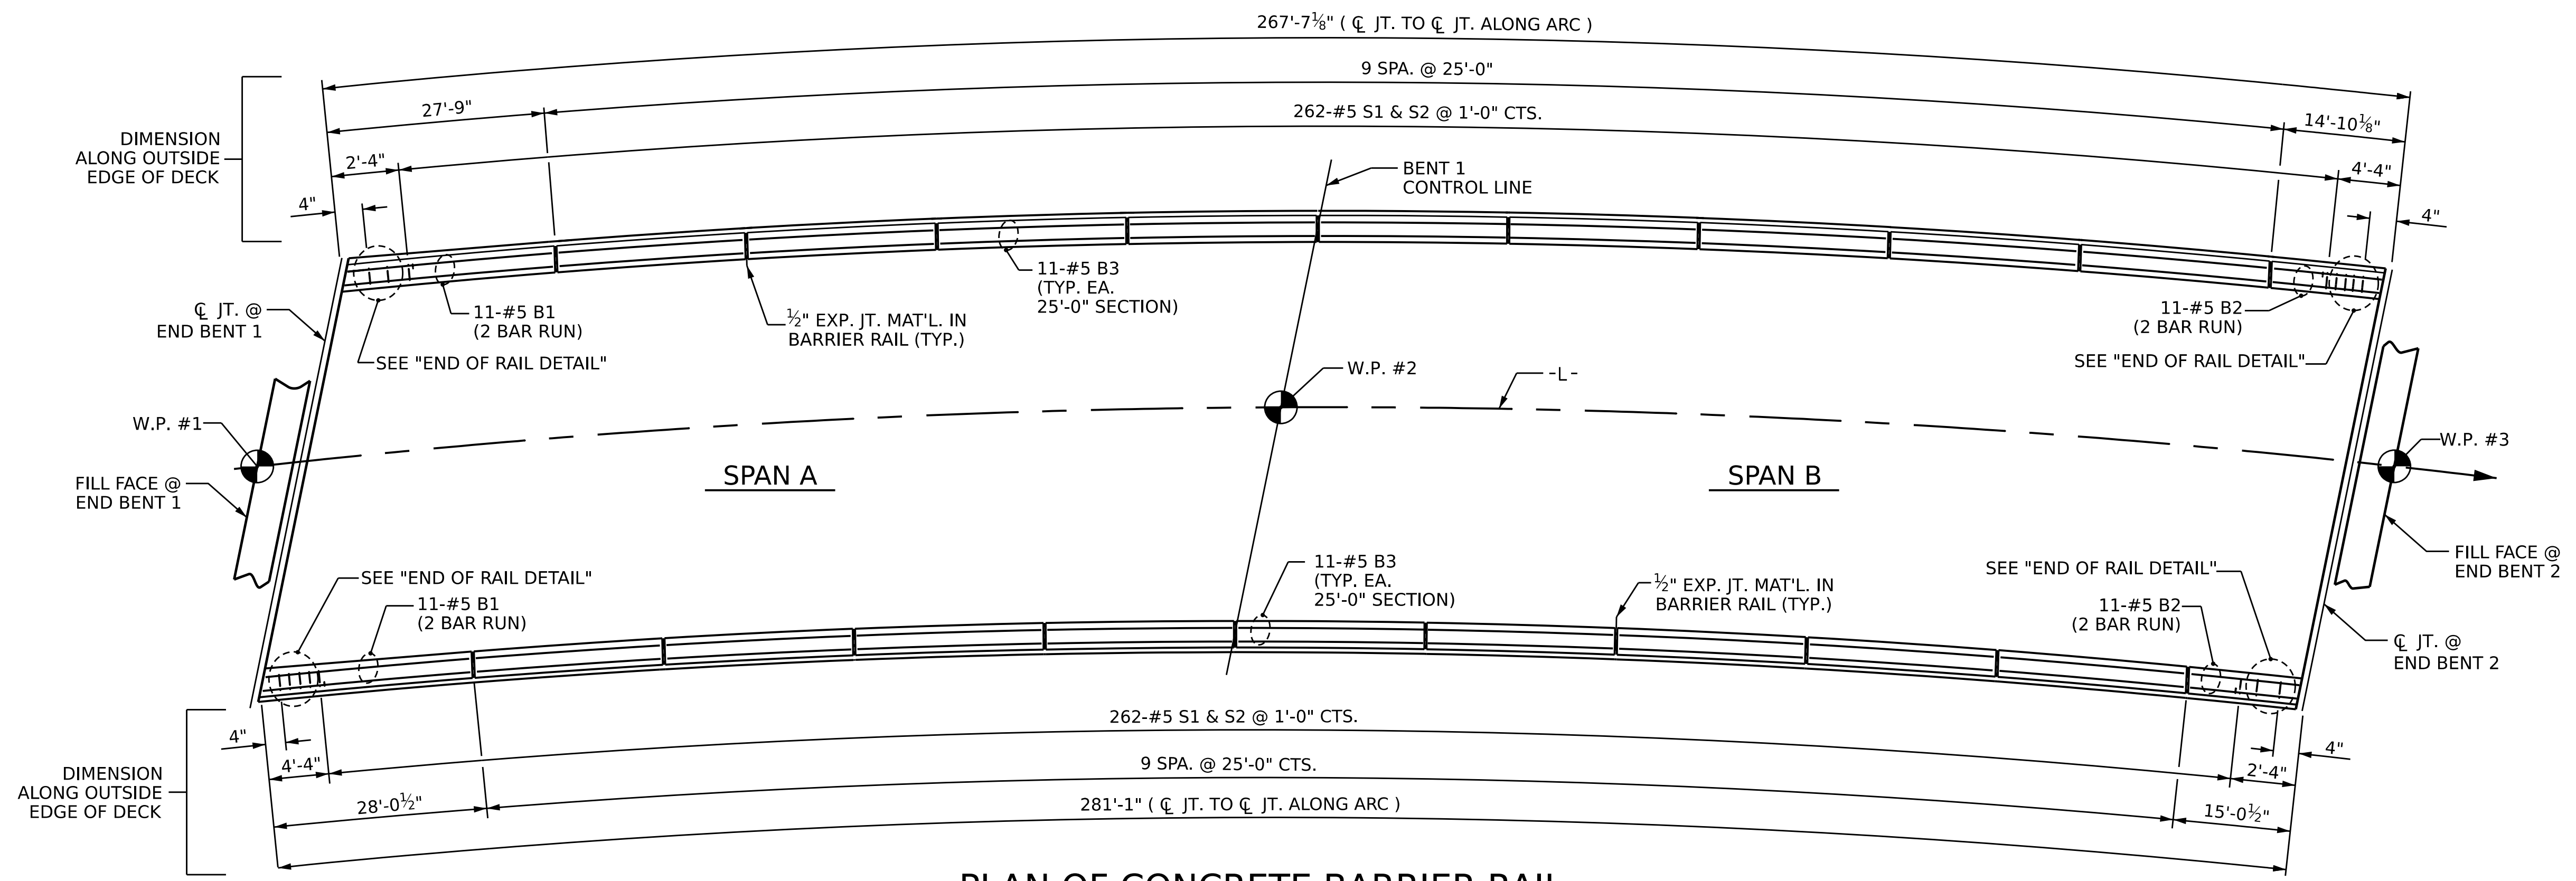 267'-7⅛" ( ℄ JT. TO ℄ JT. ALONG ARC )
9 SPA. @ 25'-0"
27'-9"
262-#5 S1 & S2 @ 1'-0" CTS.
14'-10⅛"
DIMENSION
ALONG OUTSIDE
EDGE OF DECK
2'-4"
4'-4"
4"
4"
BENT 1
CONTROL LINE
11-#5 B3
(TYP. EA.
25'-0" SECTION)
℄ JT. @
END BENT 1
11-#5 B1
(2 BAR RUN)
½" EXP. JT. MAT'L. IN
BARRIER RAIL (TYP.)
11-#5 B2
(2 BAR RUN)
SEE "END OF RAIL DETAIL"
SEE "END OF RAIL DETAIL"
W.P. #2
-L-
W.P. #1
W.P. #3
SPAN A
SPAN B
FILL FACE @
END BENT 1
FILL FACE @
END BENT 2
SEE "END OF RAIL DETAIL"
11-#5 B1
(2 BAR RUN)
11-#5 B3
(TYP. EA.
25'-0" SECTION)
½" EXP. JT. MAT'L. IN
BARRIER RAIL (TYP.)
SEE "END OF RAIL DETAIL"
11-#5 B2
(2 BAR RUN)
℄ JT. @
END BENT 2
4"
4"
262-#5 S1 & S2 @ 1'-0" CTS.
4'-4"
2'-4"
DIMENSION
ALONG OUTSIDE
EDGE OF DECK
9 SPA. @ 25'-0" CTS.
28'-0½"
15'-0½"
281'-1" ( ℄ JT. TO ℄ JT. ALONG ARC )
PLAN OF CONCRETE BARRIER RAIL